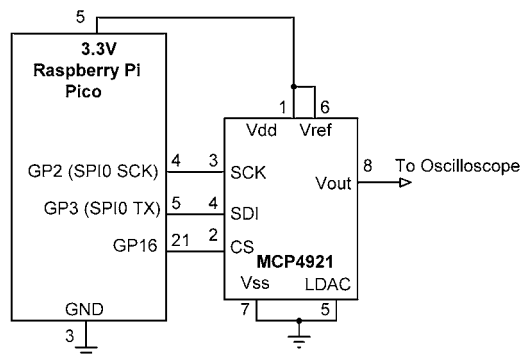 5
3.3V
Raspberry Pi
Pico
1 6
Vdd Vref
8 To Oscilloscope
GP2 (SPI0 SCK) 4 3 SCK
Vout
GP3 (SPI0 TX) 5 4 SDI
GP16 21 2 CS
MCP4921
Vss LDAC
GND
7 5
3